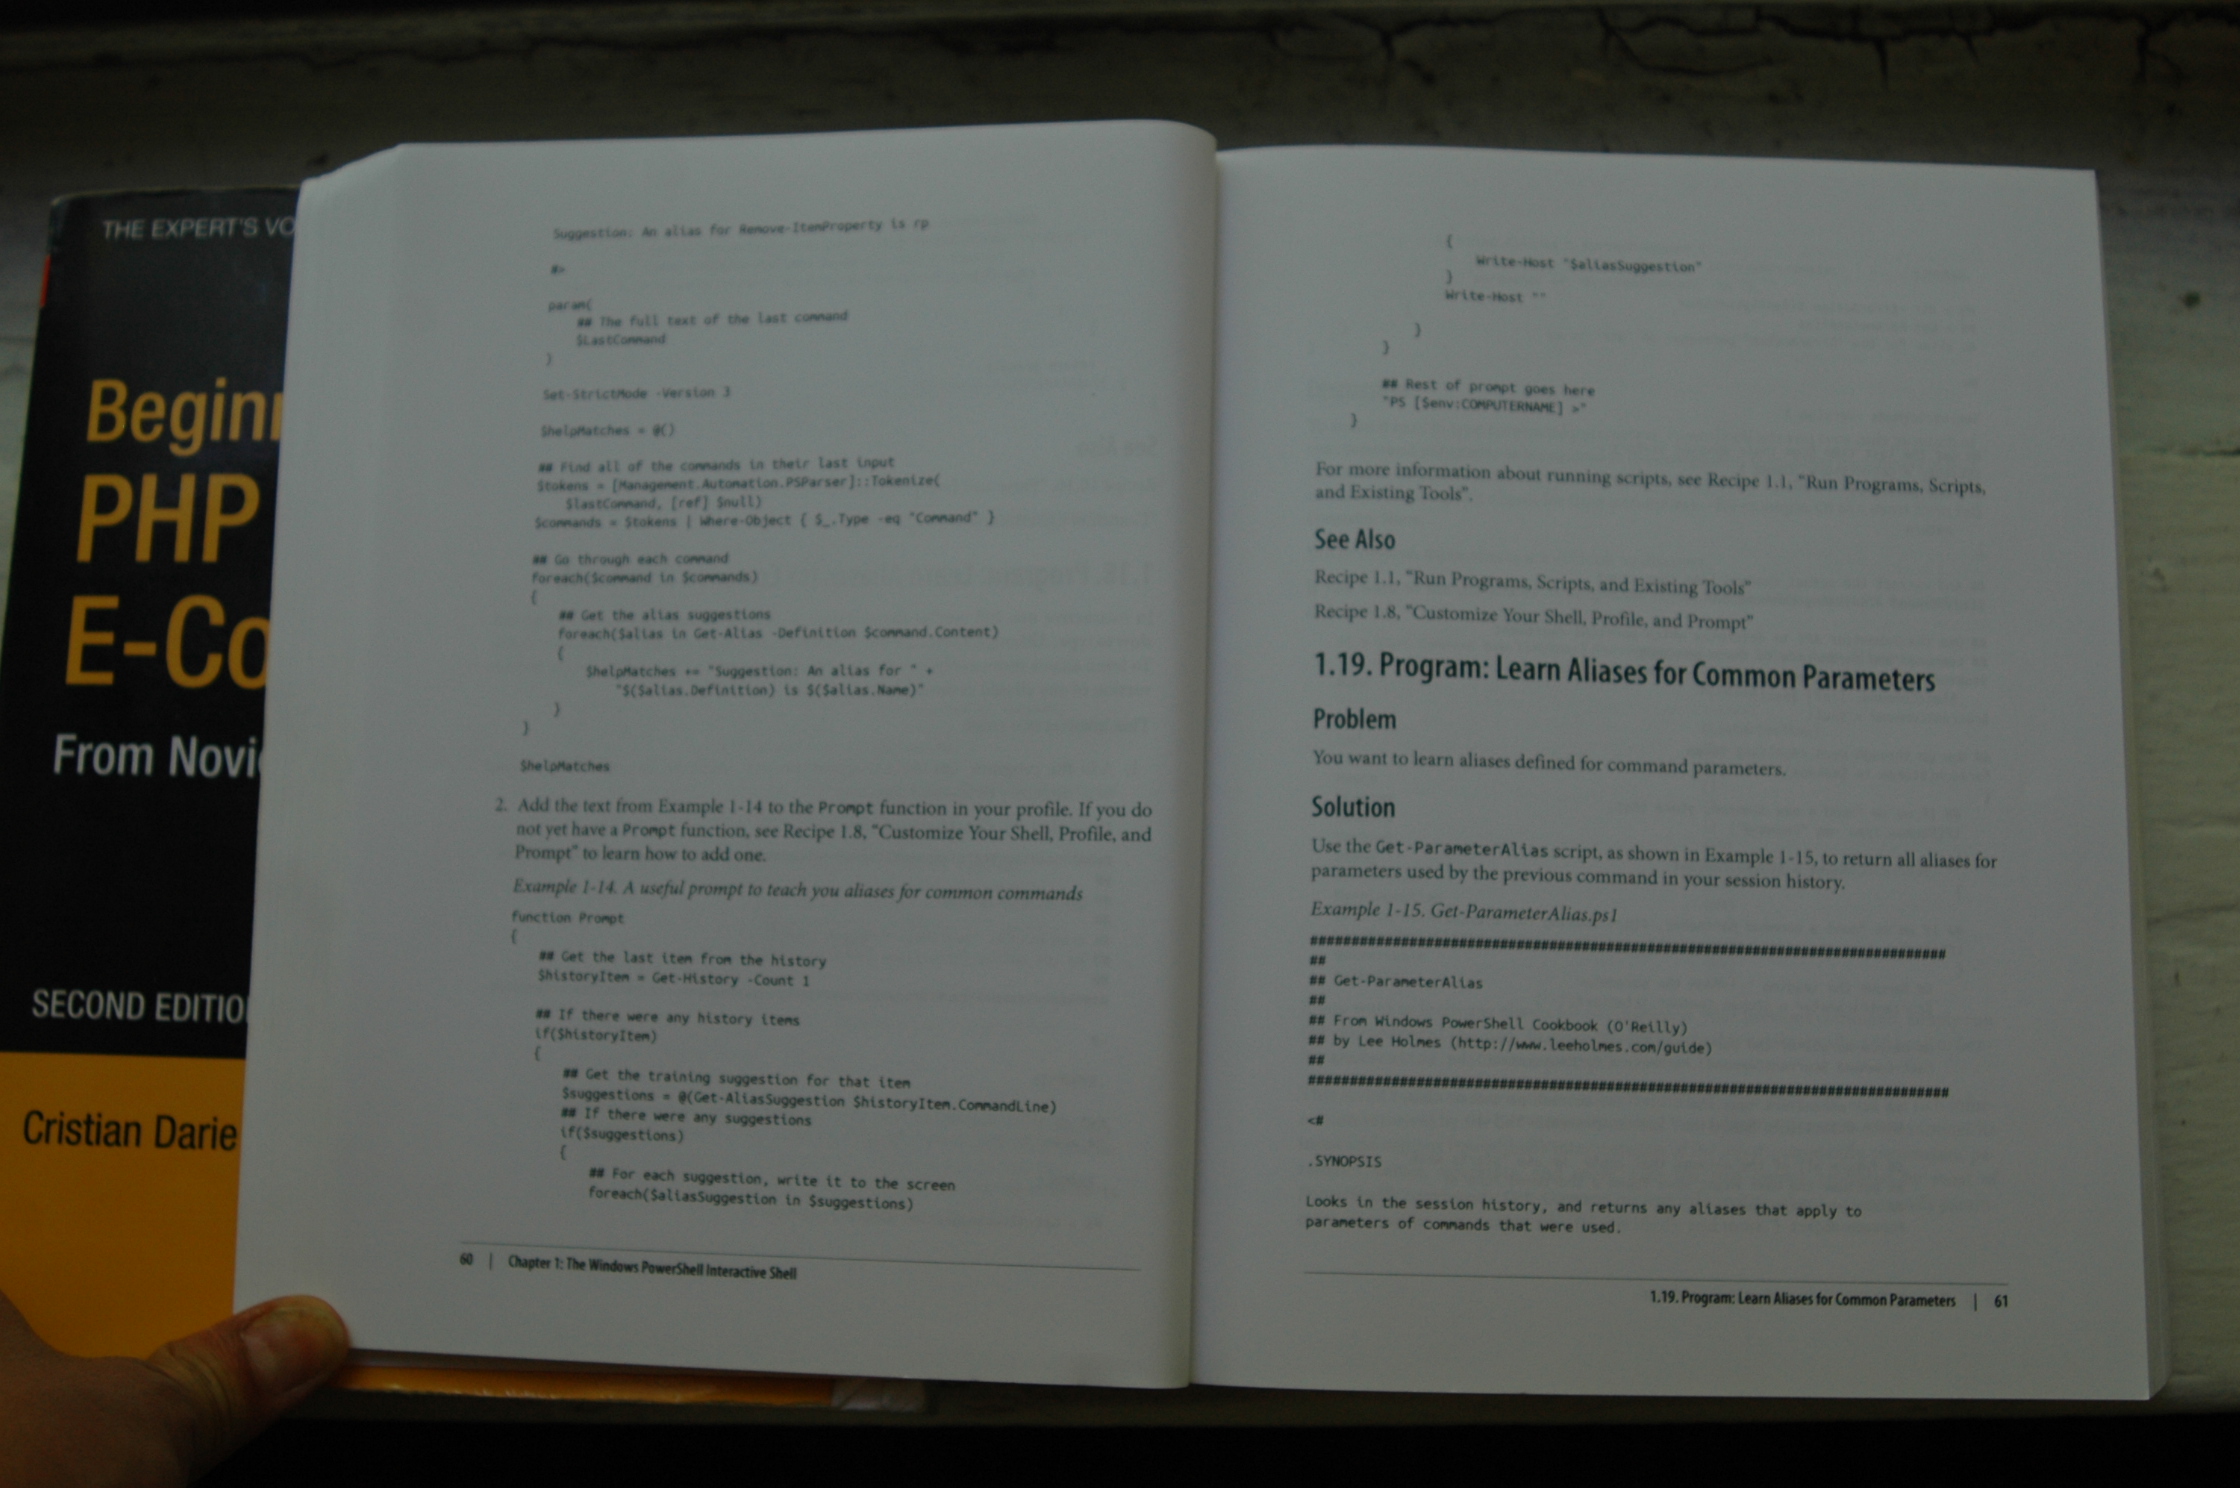 THE EXPERT'S VO
Beginn
PHP
E-Co
From Novi
SECOND EDITIO
Cristian Darie
Suggestion: An alias for Remove-ItemProperty is rp
#>
param(
## The full text of the last command
$LastCommand
)
Set-StrictMode -Version 3
$helpMatches = @()
## Find all of the commands in their last input
$tokens = [Management.Automation.PSParser]::Tokenize(
$lastCommand, [ref] $null)
$commands = $tokens | Where-Object { $_.Type -eq "Command" }
## Go through each command
foreach($command in $commands)
{
## Get the alias suggestions
foreach($alias in Get-Alias -Definition $command.Content)
{
$helpMatches += "Suggestion: An alias for " +
"$($alias.Definition) is $($alias.Name)"
}
}
$helpMatches
2. Add the text from Example 1-14 to the Prompt function in your profile. If you do
not yet have a Prompt function, see Recipe 1.8, “Customize Your Shell, Profile, and
Prompt” to learn how to add one.
Example 1-14. A useful prompt to teach you aliases for common commands
function Prompt
{
## Get the last item from the history
$historyItem = Get-History -Count 1
## If there were any history items
if($historyItem)
{
## Get the training suggestion for that item
$suggestions = @(Get-AliasSuggestion $historyItem.CommandLine)
## If there were any suggestions
if($suggestions)
{
## For each suggestion, write it to the screen
foreach($aliasSuggestion in $suggestions)
60 | Chapter 1: The Windows PowerShell Interactive Shell
{
Write-Host "$aliasSuggestion"
}
Write-Host ""
}
}
## Rest of prompt goes here
"PS [$env:COMPUTERNAME] >"
}
For more information about running scripts, see Recipe 1.1, “Run Programs, Scripts,
and Existing Tools”.
See Also
Recipe 1.1, “Run Programs, Scripts, and Existing Tools”
Recipe 1.8, “Customize Your Shell, Profile, and Prompt”
1.19. Program: Learn Aliases for Common Parameters
Problem
You want to learn aliases defined for command parameters.
Solution
Use the Get-ParameterAlias script, as shown in Example 1-15, to return all aliases for
parameters used by the previous command in your session history.
Example 1-15. Get-ParameterAlias.ps1
##############################################################################
##
## Get-ParameterAlias
##
## From Windows PowerShell Cookbook (O'Reilly)
## by Lee Holmes (http://www.leeholmes.com/guide)
##
##############################################################################
<#
.SYNOPSIS
Looks in the session history, and returns any aliases that apply to
parameters of commands that were used.
1.19. Program: Learn Aliases for Common Parameters | 61